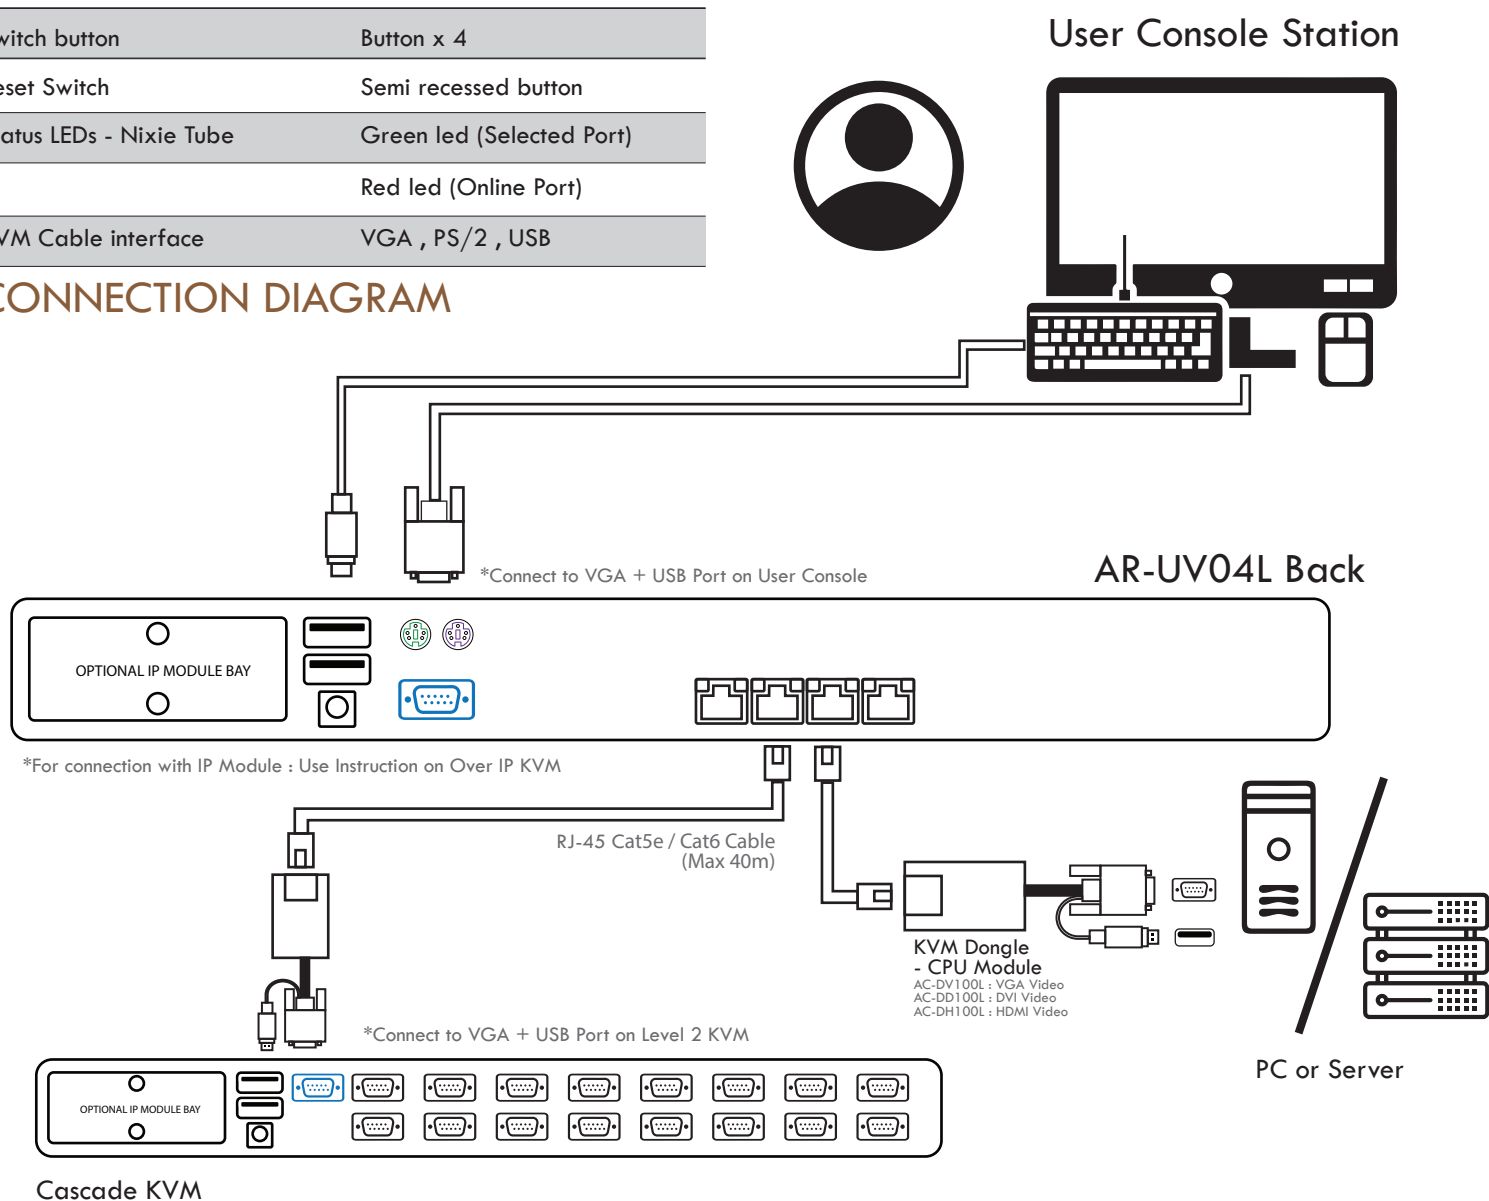 witch button Button x 4
eset Switch Semi recessed button
atus LEDs - Nixie Tube Green led (Selected Port)
Red led (Online Port)
VM Cable interface VGA , PS/2 , USB
CONNECTION DIAGRAM
User Console Station
*Connect to VGA + USB Port on User Console
AR-UV04L Back
OPTIONAL IP MODULE BAY
*For connection with IP Module : Use Instruction on Over IP KVM
RJ-45 Cat5e / Cat6 Cable
(Max 40m)
KVM Dongle
- CPU Module
AC-DV100L : VGA Video
AC-DD100L : DVI Video
AC-DH100L : HDMI Video
*Connect to VGA + USB Port on Level 2 KVM
PC or Server
OPTIONAL IP MODULE BAY
Cascade KVM